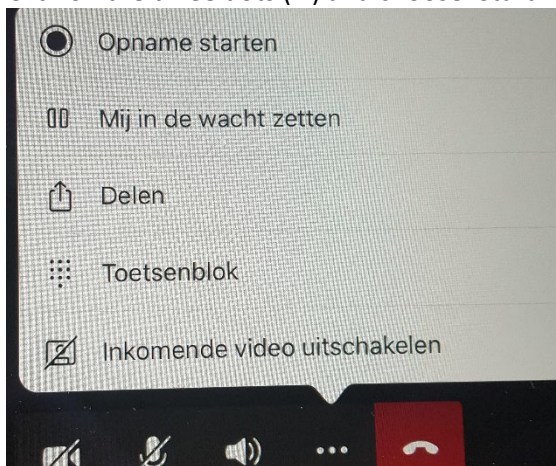 Opname starten
Mij in de wacht zetten
Delen
Toetsenblok
Inkomende video uitschakelen